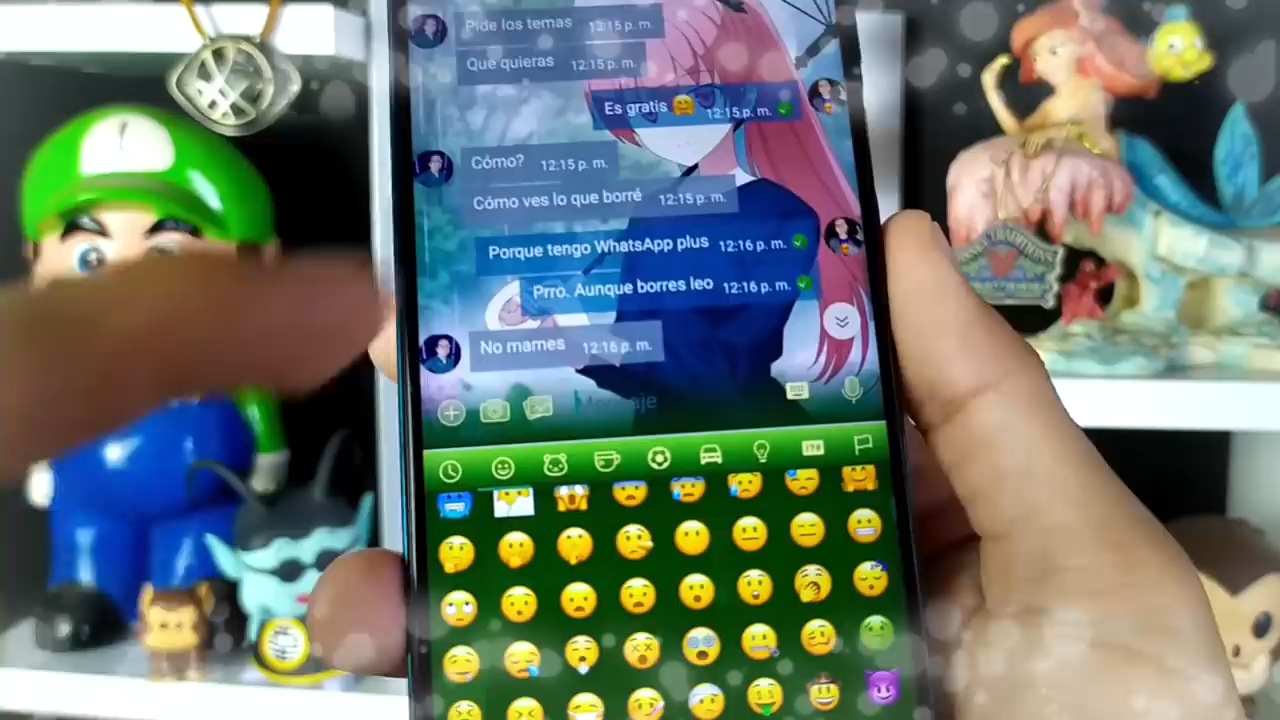 Pide los temas 12:15 p. m.
Que quieras 12:15 p. m.
Es gratis 🤗 12:15 p. m.
Cómo? 12:15 p. m.
Cómo ves lo que borré 12:15 p. m.
Porque tengo WhatsApp plus 12:16 p. m.
Prro. Aunque borres leo 12:16 p. m.
No mames 12:16 p. m.
Mensaje